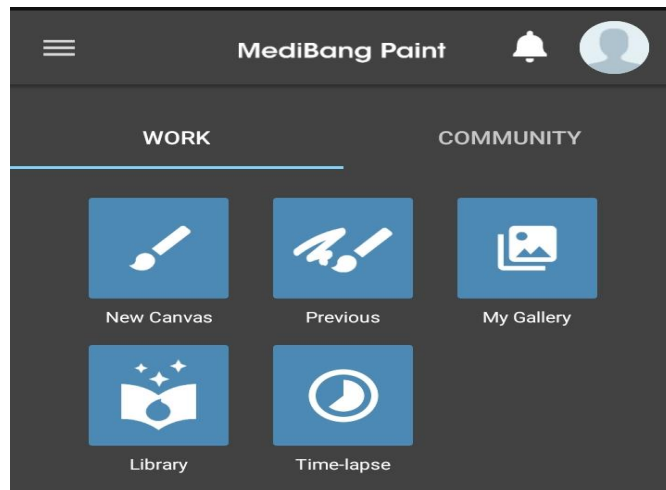 MediBang Paint
WORK COMMUNITY
New Canvas Previous My Gallery
Library Time-lapse